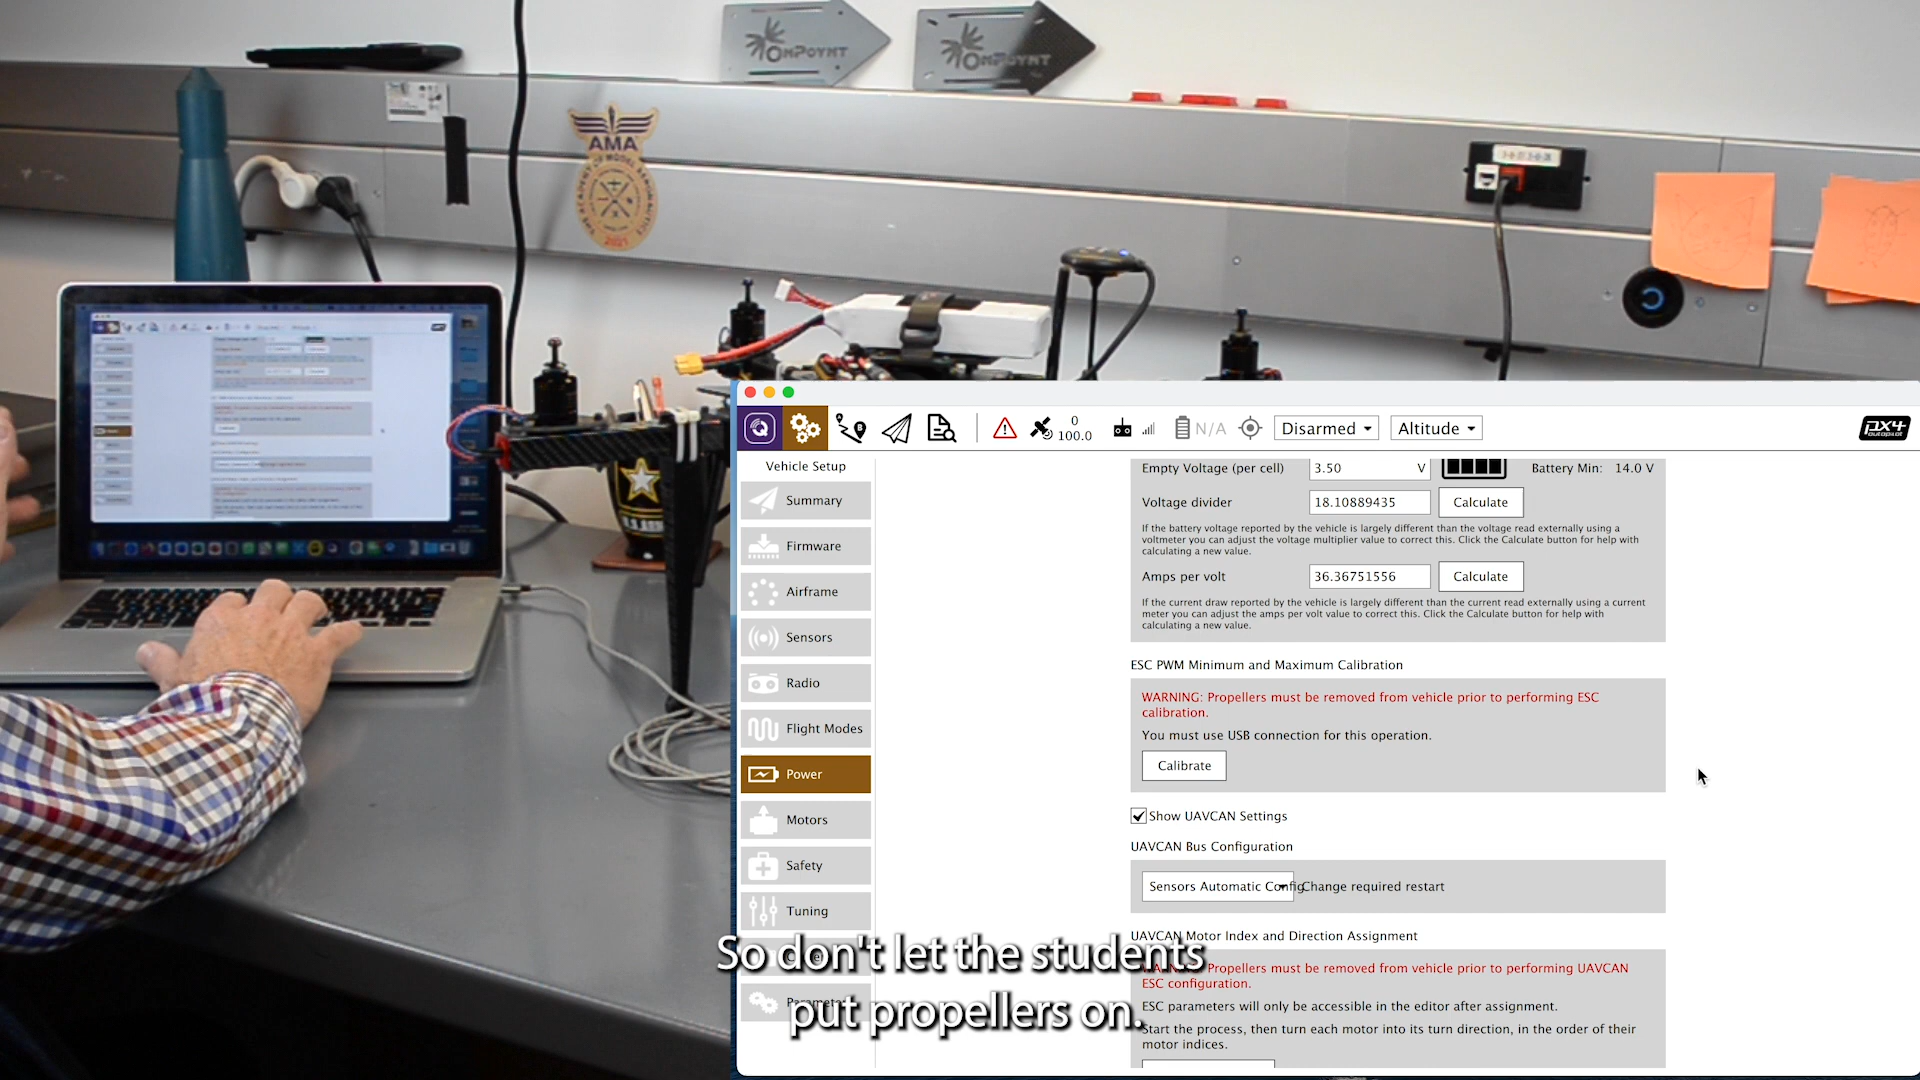 OnPoynt
OnPoynt
AMA
2021
0
100.0
N/A
Disarmed
Altitude
px4
autopilot
Vehicle Setup
Summary
Firmware
Airframe
Sensors
Radio
Flight Modes
Power
Motors
Safety
Tuning
Empty Voltage (per cell) 3.50 V Battery Min: 14.0 V
Voltage divider 18.10889435 Calculate
If the battery voltage reported by the vehicle is largely different than the voltage read externally using a
voltmeter you can adjust the voltage multiplier value to correct this. Click the Calculate button for help with
calculating a new value.
Amps per volt 36.36751556 Calculate
If the current draw reported by the vehicle is largely different than the current read externally using a current
meter you can adjust the amps per volt value to correct this. Click the Calculate button for help with
calculating a new value.
ESC PWM Minimum and Maximum Calibration
WARNING: Propellers must be removed from vehicle prior to performing ESC
calibration.
You must use USB connection for this operation.
Calibrate
Show UAVCAN Settings
UAVCAN Bus Configuration
Sensors Automatic Config Change required restart
UAVCAN Motor Index and Direction Assignment
Propellers must be removed from vehicle prior to performing UAVCAN
ESC configuration.
ESC parameters will only be accessible in the editor after assignment.
Start the process, then turn each motor into its turn direction, in the order of their
motor indices.
So don't let the students
put propellers on.